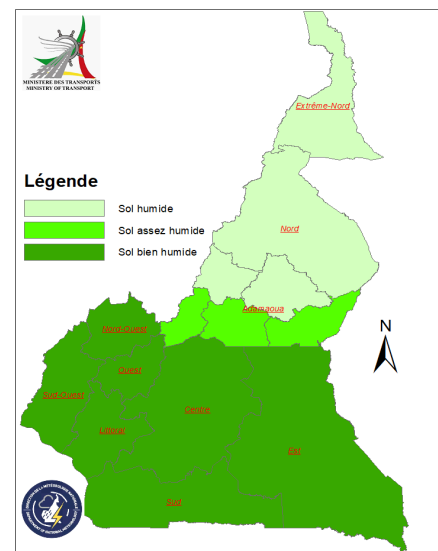 MINISTERE DES TRANSPORTS
MINISTRY OF TRANSPORT
Extrême-Nord
Légende
Sol humide
Sol assez humide
Sol bien humide
Nord
Adamaoua
N
Nord-Ouest
Ouest
Sud-Ouest
Centre
Littoral
Est
Sud